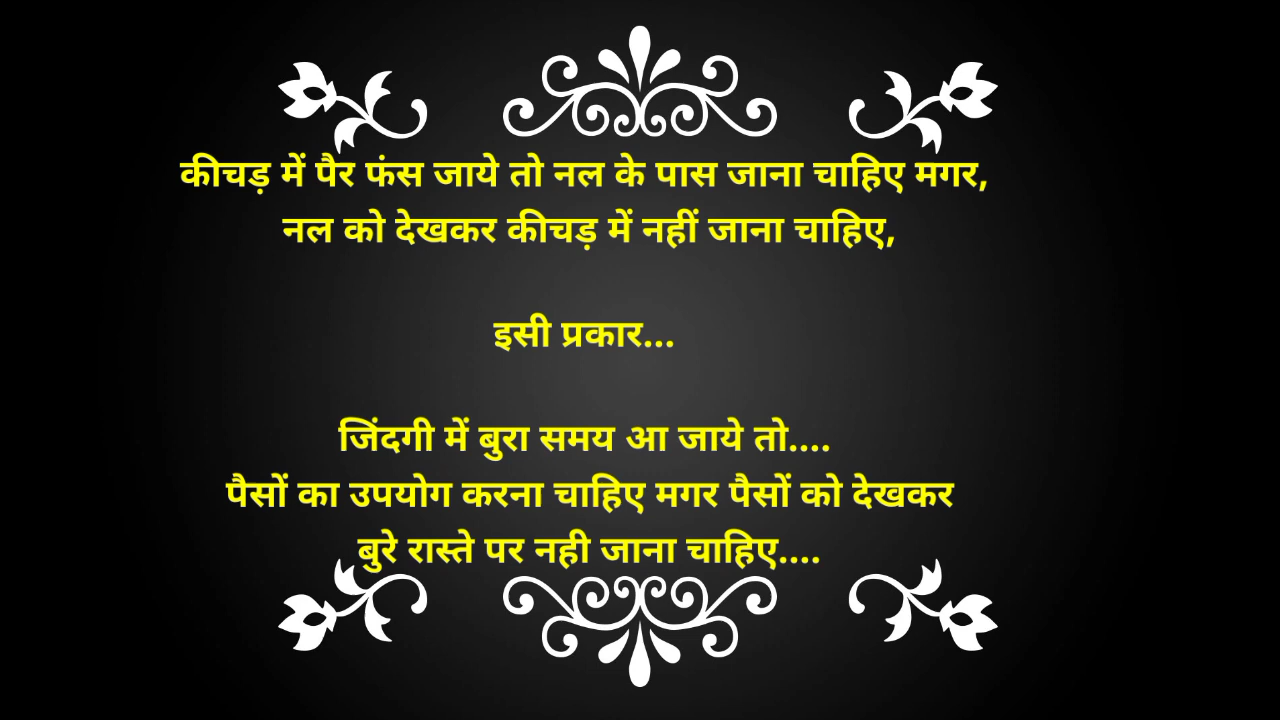 कीचड़ में पैर फंस जाये तो नल के पास जाना चाहिए मगर,
नल को देखकर कीचड़ में नहीं जाना चाहिए,
इसी प्रकार...
जिंदगी में बुरा समय आ जाये तो....
पैसों का उपयोग करना चाहिए मगर पैसों को देखकर
बुरे रास्ते पर नही जाना चाहिए....